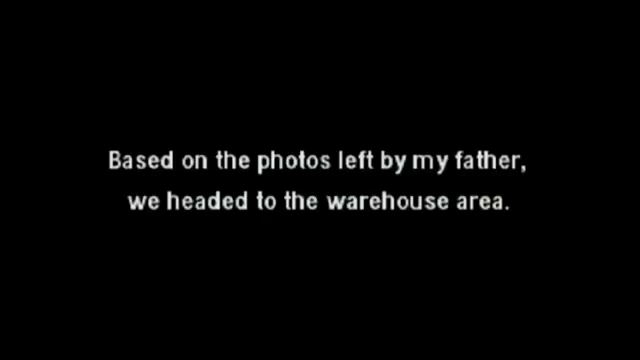 Based on the photos left by my father,
we headed to the warehouse area.